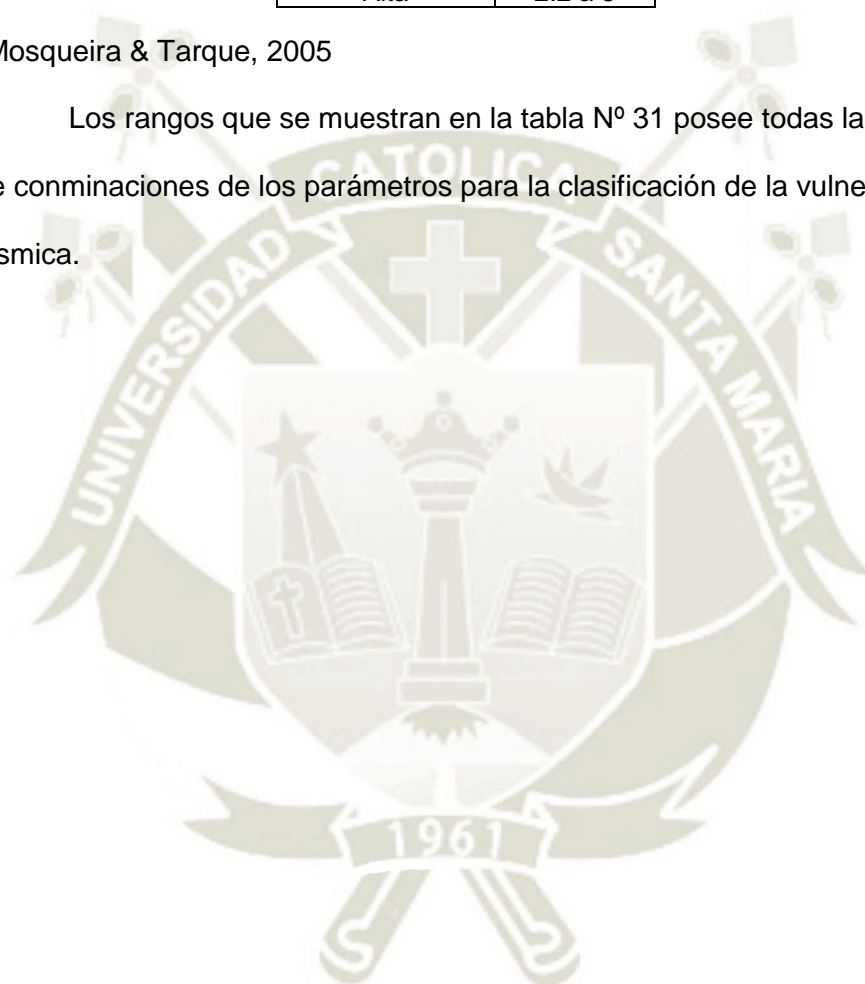 Alta 2.2 a 3
Mosqueira & Tarque, 2005
Los rangos que se muestran en la tabla Nº 31 posee todas la
e conminaciones de los parámetros para la clasificación de la vulne
smica.
UNIVERSIDAD CATOLICA SANTA MARIA
1961